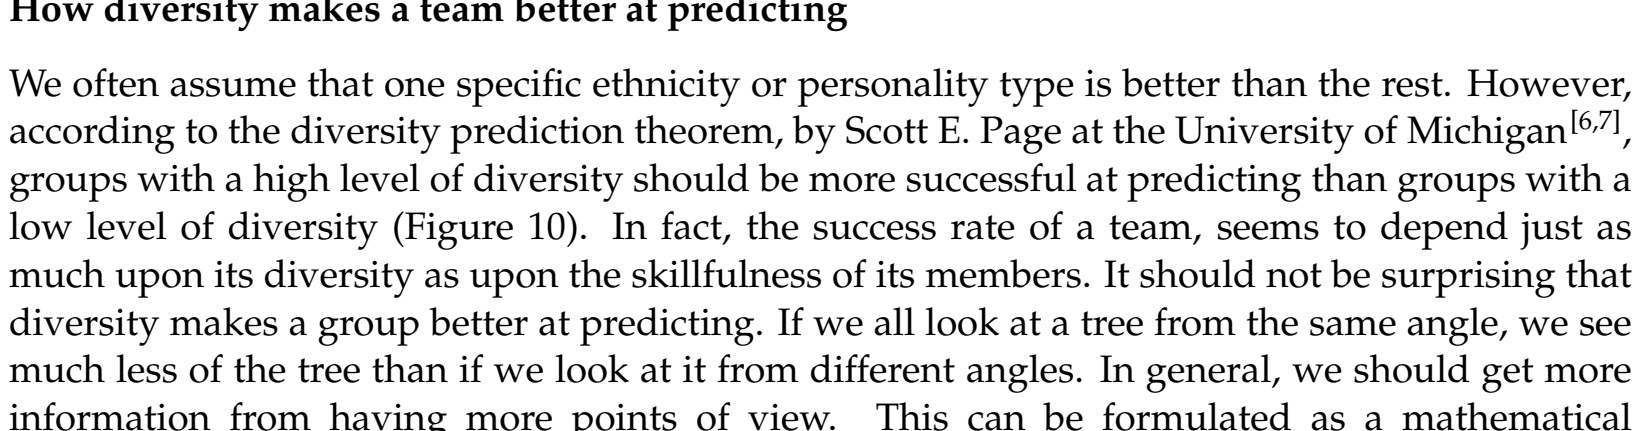 How diversity makes a team better at predicting
We often assume that one specific ethnicity or personality type is better than the rest. However,
according to the diversity prediction theorem, by Scott E. Page at the University of Michigan[6,7],
groups with a high level of diversity should be more successful at predicting than groups with a
low level of diversity (Figure 10). In fact, the success rate of a team, seems to depend just as
much upon its diversity as upon the skillfulness of its members. It should not be surprising that
diversity makes a group better at predicting. If we all look at a tree from the same angle, we see
much less of the tree than if we look at it from different angles. In general, we should get more
information from having more points of view. This can be formulated as a mathematical